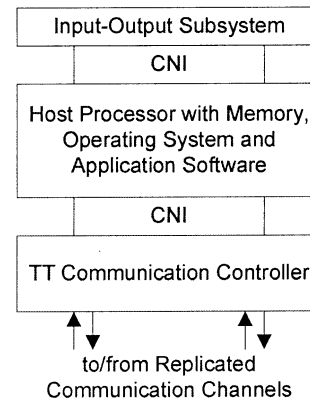 Input-Output Subsystem
CNI
Host Processor with Memory,
Operating System and
Application Software
CNI
TT Communication Controller
to/from Replicated
Communication Channels